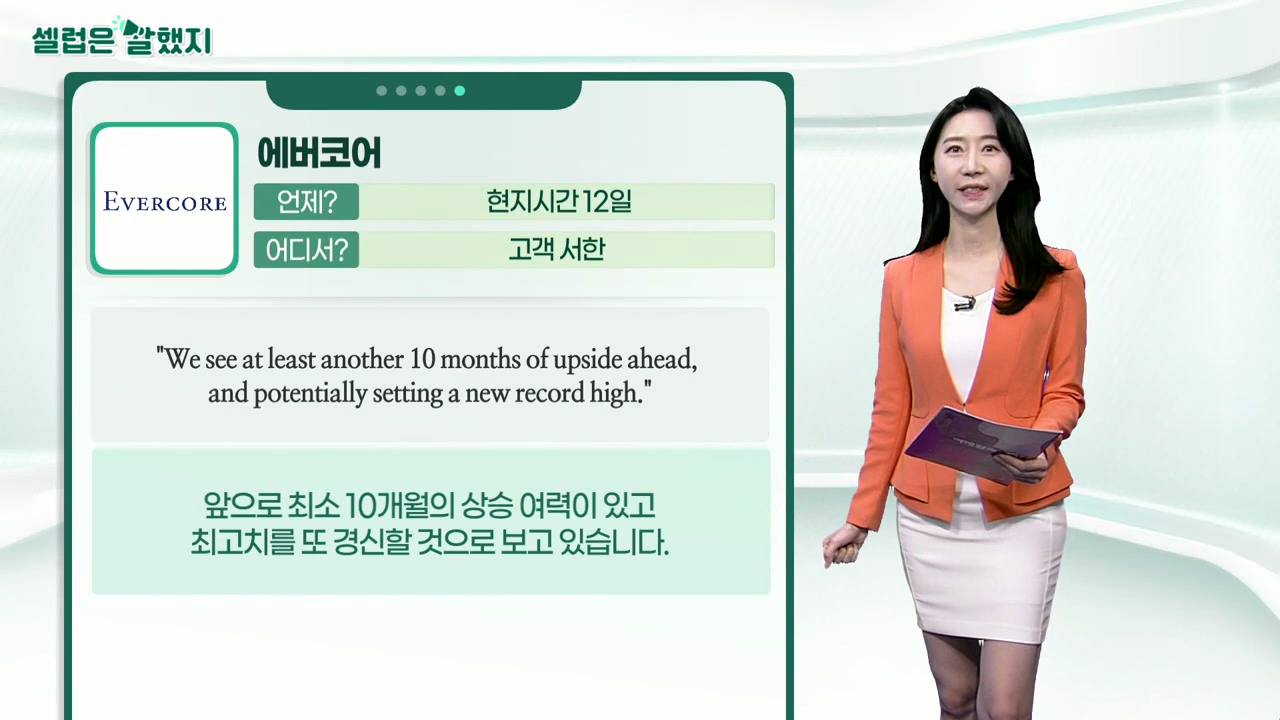 셀럽은 말했지
에버코어
EVERCORE
언제?
현지시간 12일
어디서?
고객 서한
"We see at least another 10 months of upside ahead,
and potentially setting a new record high."
앞으로 최소 10개월의 상승 여력이 있고
최고치를 또 경신할 것으로 보고 있습니다.